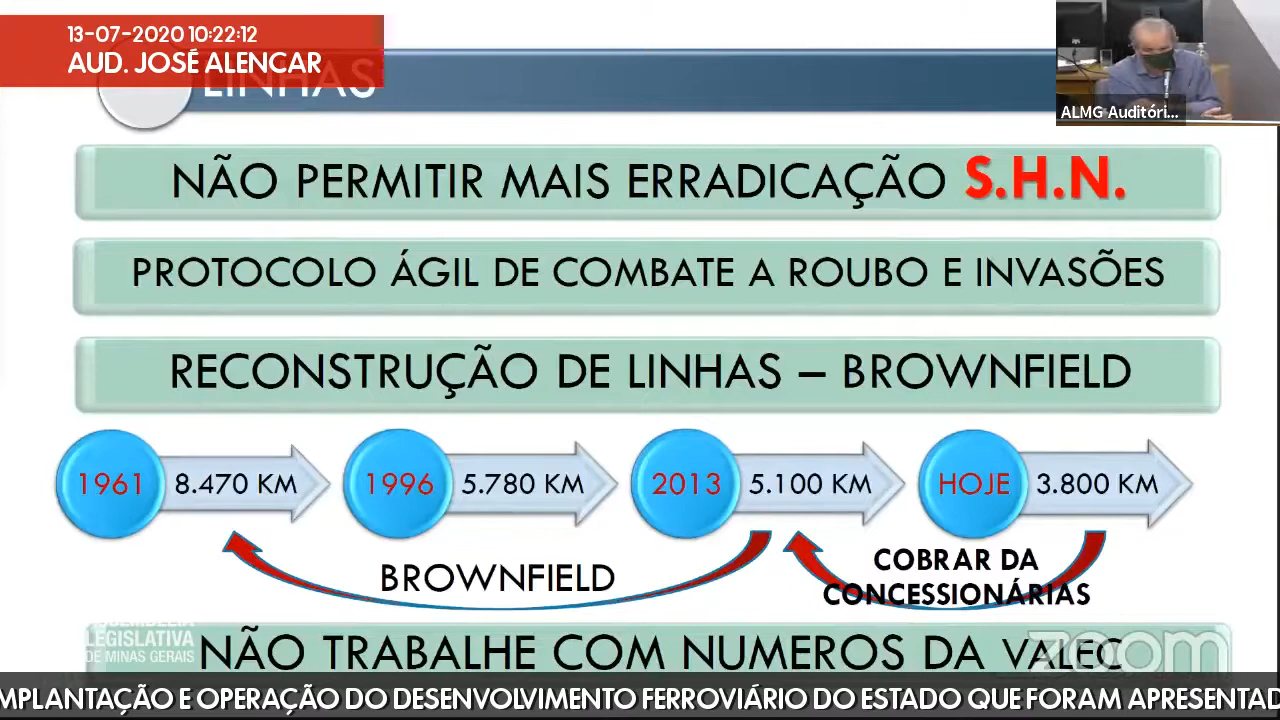 13-07-2020 10:22:12
AUD. JOSÉ ALENCAR
LINHAS
ALMG Auditóri...
NÃO PERMITIR MAIS ERRADICAÇÃO S.H.N.
PROTOCOLO ÁGIL DE COMBATE A ROUBO E INVASÕES
RECONSTRUÇÃO DE LINHAS – BROWNFIELD
1961 8.470 KM 1996 5.780 KM 2013 5.100 KM HOJE 3.800 KM
BROWNFIELD
COBRAR DA
CONCESSIONÁRIAS
ASSEMBLEIA
LEGISLATIVA
DE MINAS GERAIS
NÃO TRABALHE COM NUMEROS DA VALEC
zoom
MPLANTAÇÃO E OPERAÇÃO DO DESENVOLVIMENTO FERROVIÁRIO DO ESTADO QUE FORAM APRESENTAD